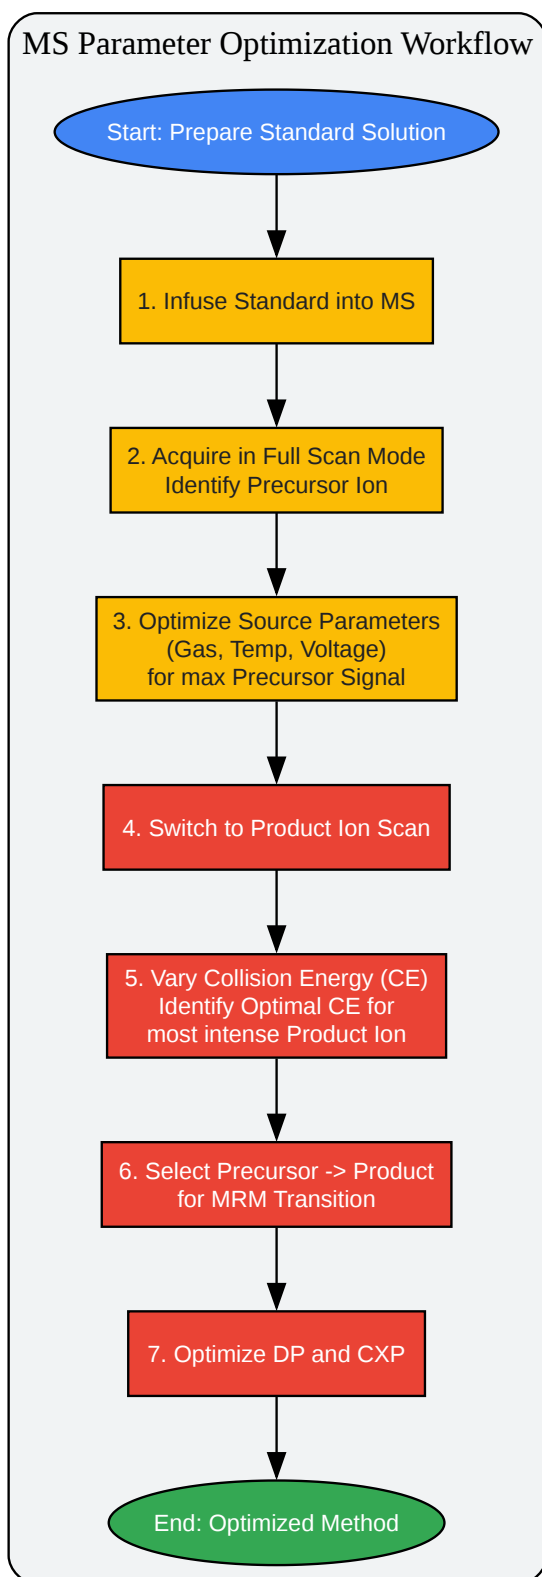 MS Parameter Optimization Workflow
Start: Prepare Standard Solution
1. Infuse Standard into MS
2. Acquire in Full Scan Mode
Identify Precursor Ion
3. Optimize Source Parameters
(Gas, Temp, Voltage)
for max Precursor Signal
4. Switch to Product Ion Scan
5. Vary Collision Energy (CE)
Identify Optimal CE for
most intense Product Ion
6. Select Precursor -> Product
for MRM Transition
7. Optimize DP and CXP
End: Optimized Method